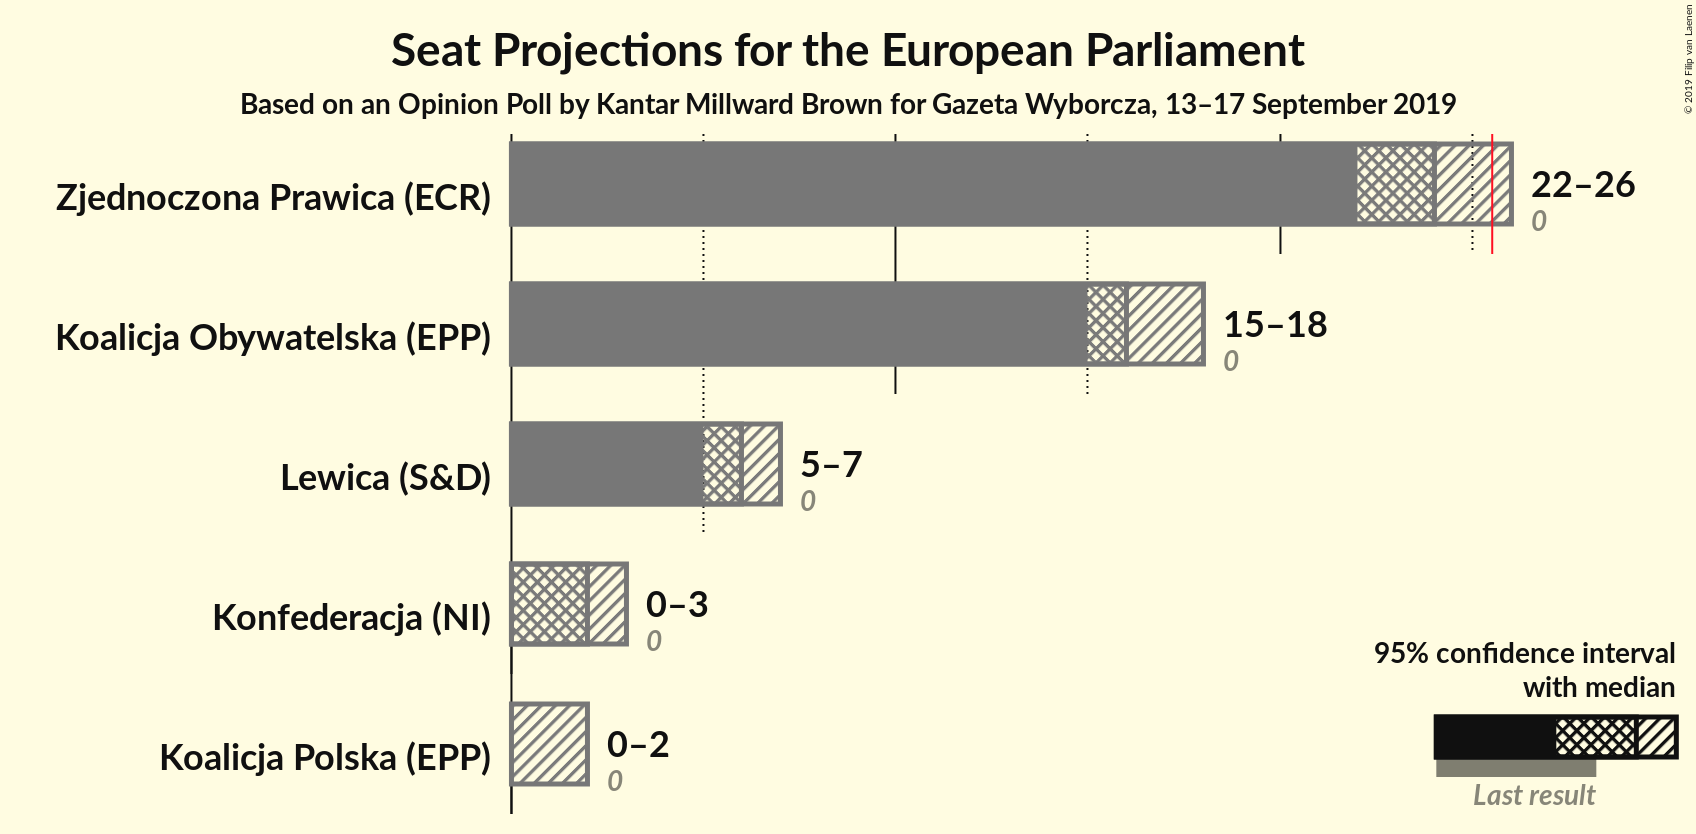 Seat Projections for the European Parliament
Based on an Opinion Poll by Kantar Millward Brown for Gazeta Wyborcza, 13–17 September 2019
© 2019 Filip van Laenen
Zjednoczona Prawica (ECR)
22–26
0
Koalicja Obywatelska (EPP)
15–18
0
Lewica (S&D)
5–7
0
Konfederacja (NI)
0–3
0
Koalicja Polska (EPP)
0–2
0
95% confidence interval
with median
Last result